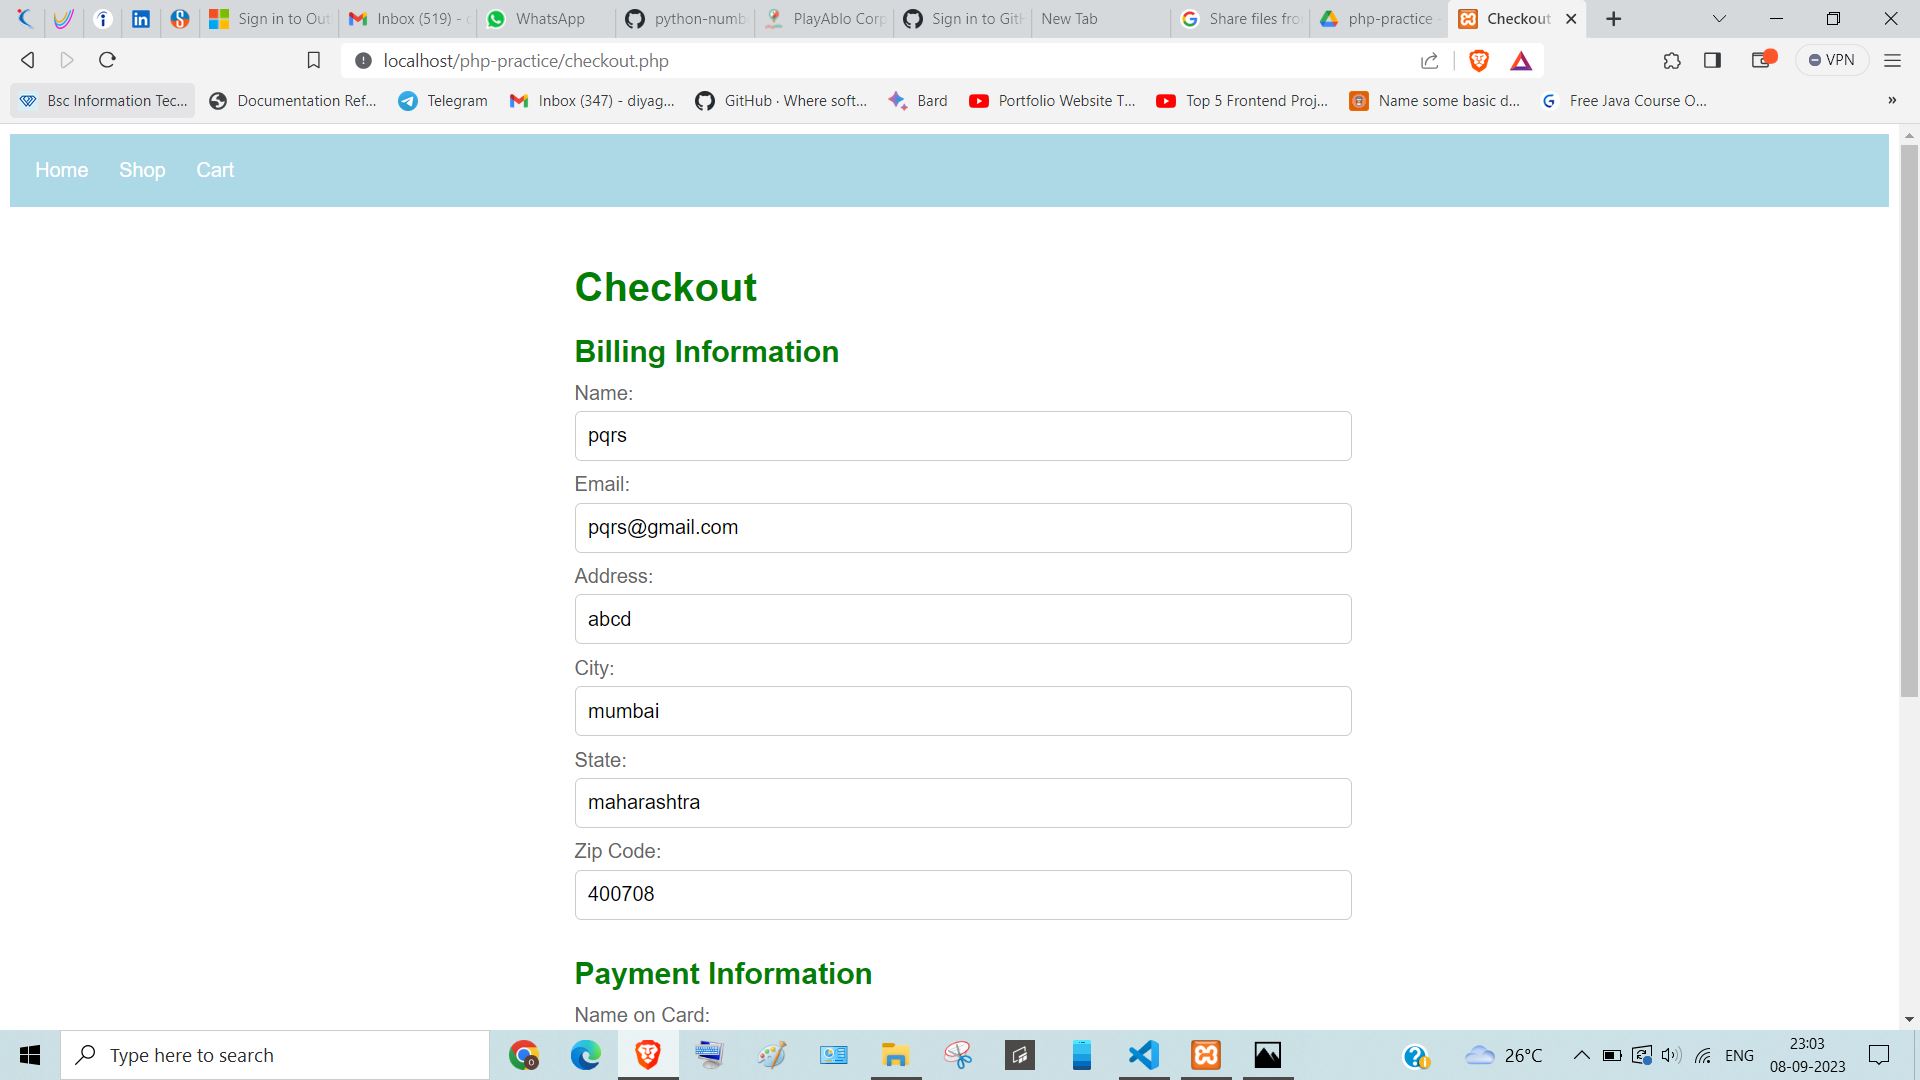 Sign in to Out
Inbox (519) -
WhatsApp
python-numb
PlayAblo Corp
Sign in to GitH
New Tab
Share files fro
php-practice -
Checkout
localhost/php-practice/checkout.php
VPN
Bsc Information Tec...
Documentation Ref...
Telegram
Inbox (347) - diyag...
GitHub · Where soft...
Bard
Portfolio Website T...
Top 5 Frontend Proj...
Name some basic d...
Free Java Course O...
»
Home Shop Cart
Checkout
Billing Information
Name:
pqrs
Email:
pqrs@gmail.com
Address:
abcd
City:
mumbai
State:
maharashtra
Zip Code:
400708
Payment Information
Name on Card:
Type here to search
26°C
ENG
23:03
08-09-2023